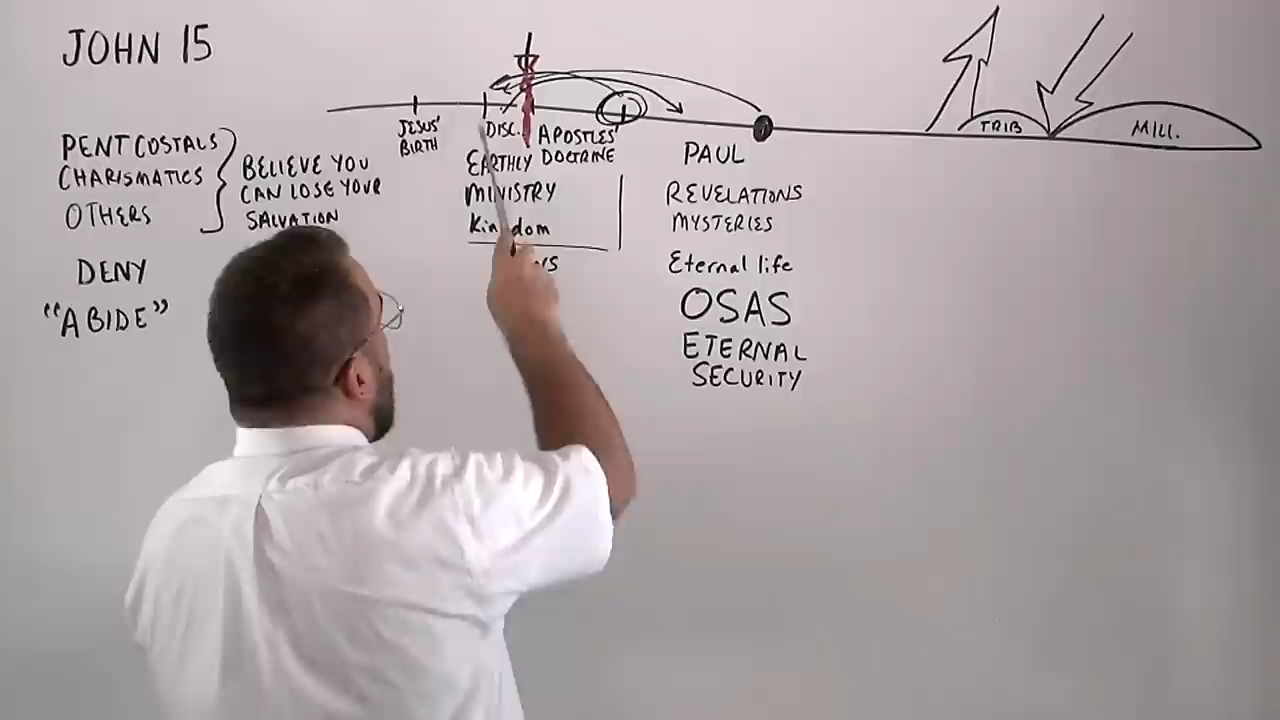 JOHN 15
PENTCOSTALS
CHARISMATICS
OTHERS
BELIEVE YOU
CAN LOSE YOUR
SALVATION
DENY
"ABIDE"
JESUS'
BIRTH
DISC.
APOSTLES'
DOCTRINE
EARTHLY
MINISTRY
PAUL
REVELATIONS
MYSTERIES
Eternal life
OSAS
ETERNAL
SECURITY
TRIB
MILL.